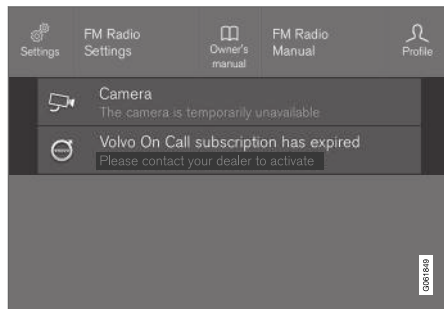 Settings
FM Radio
Settings
Owner's
manual
FM Radio
Manual
Profile
Camera
The camera is temporarily unavailable
Volvo On Call subscription has expired
Please contact your dealer to activate
G061849